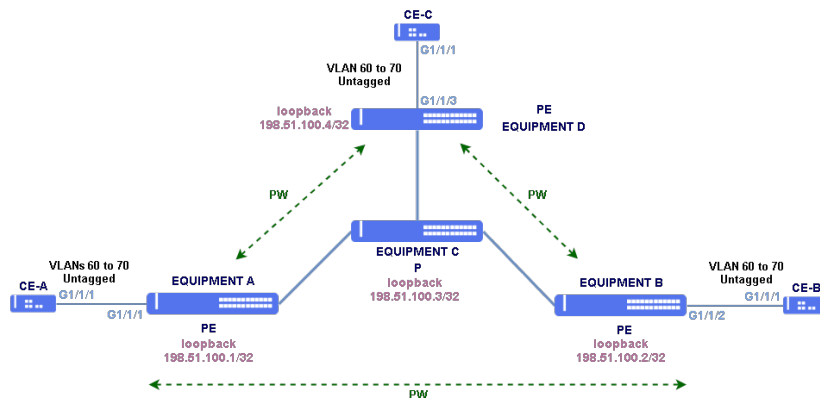 CE-C
G1/1/1
VLAN 60 to 70
Untagged
G1/1/3
loopback
198.51.100.4/32
PE
EQUIPMENT D
PW
PW
EQUIPMENT C
P
loopback
198.51.100.3/32
VLANs 60 to 70
Untagged
CE-A
G1/1/1
EQUIPMENT A
G1/1/1
PE
loopback
198.51.100.1/32
EQUIPMENT B
VLAN 60 to 70
Untagged
CE-B
G1/1/1
G1/1/2
PE
loopback
198.51.100.2/32
PW